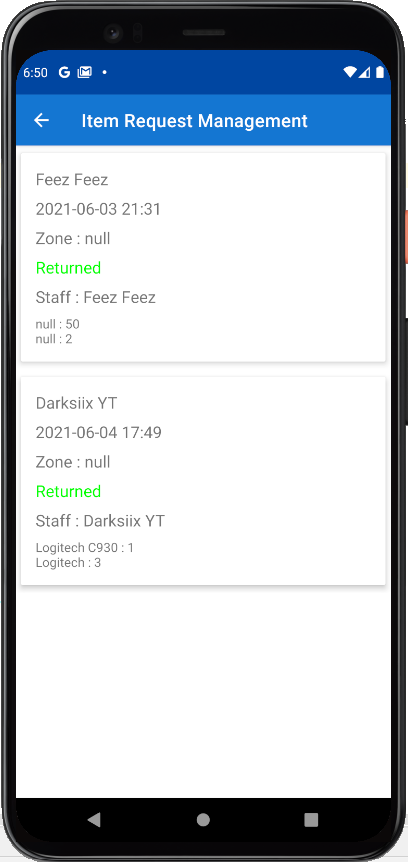 6:50 G
Item Request Management
Feez Feez
2021-06-03 21:31
Zone : null
Returned
Staff : Feez Feez
null : 50
null : 2
Darksiix YT
2021-06-04 17:49
Zone : null
Returned
Staff : Darksiix YT
Logitech C930 : 1
Logitech : 3